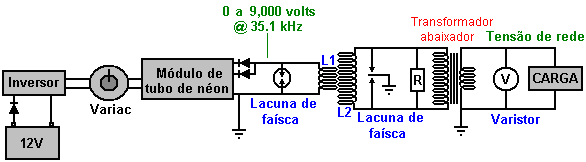 0 a 9,000 volts
@ 35.1 kHz
Transformador
abaixador
Tensão de rede
Inversor
Variac
Módulo de
tubo de néon
L1
L2
R
V
CARGA
Lacuna de
faísca
Lacuna de
faísca
Varistor
12V